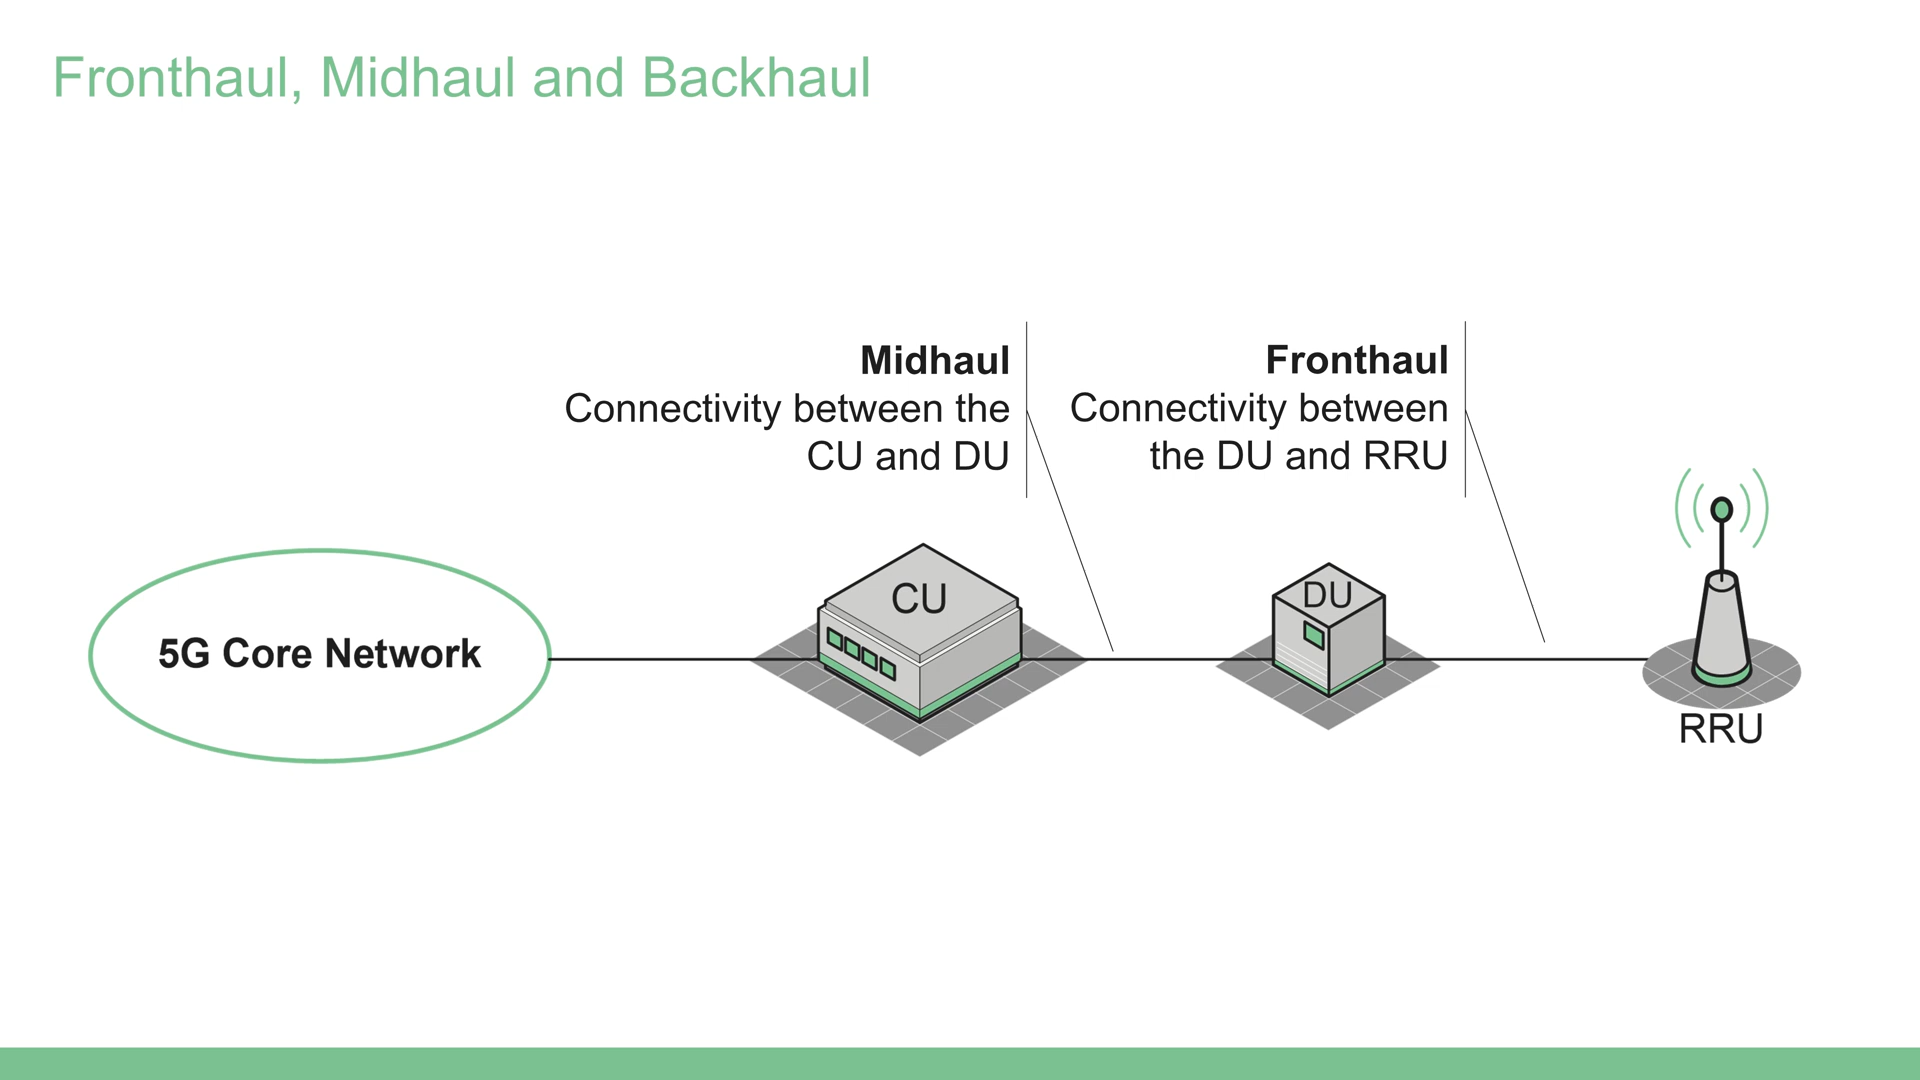 Fronthaul, Midhaul and Backhaul
Midhaul
Connectivity between the
CU and DU
Fronthaul
Connectivity between
the DU and RRU
5G Core Network
CU
DU
RRU